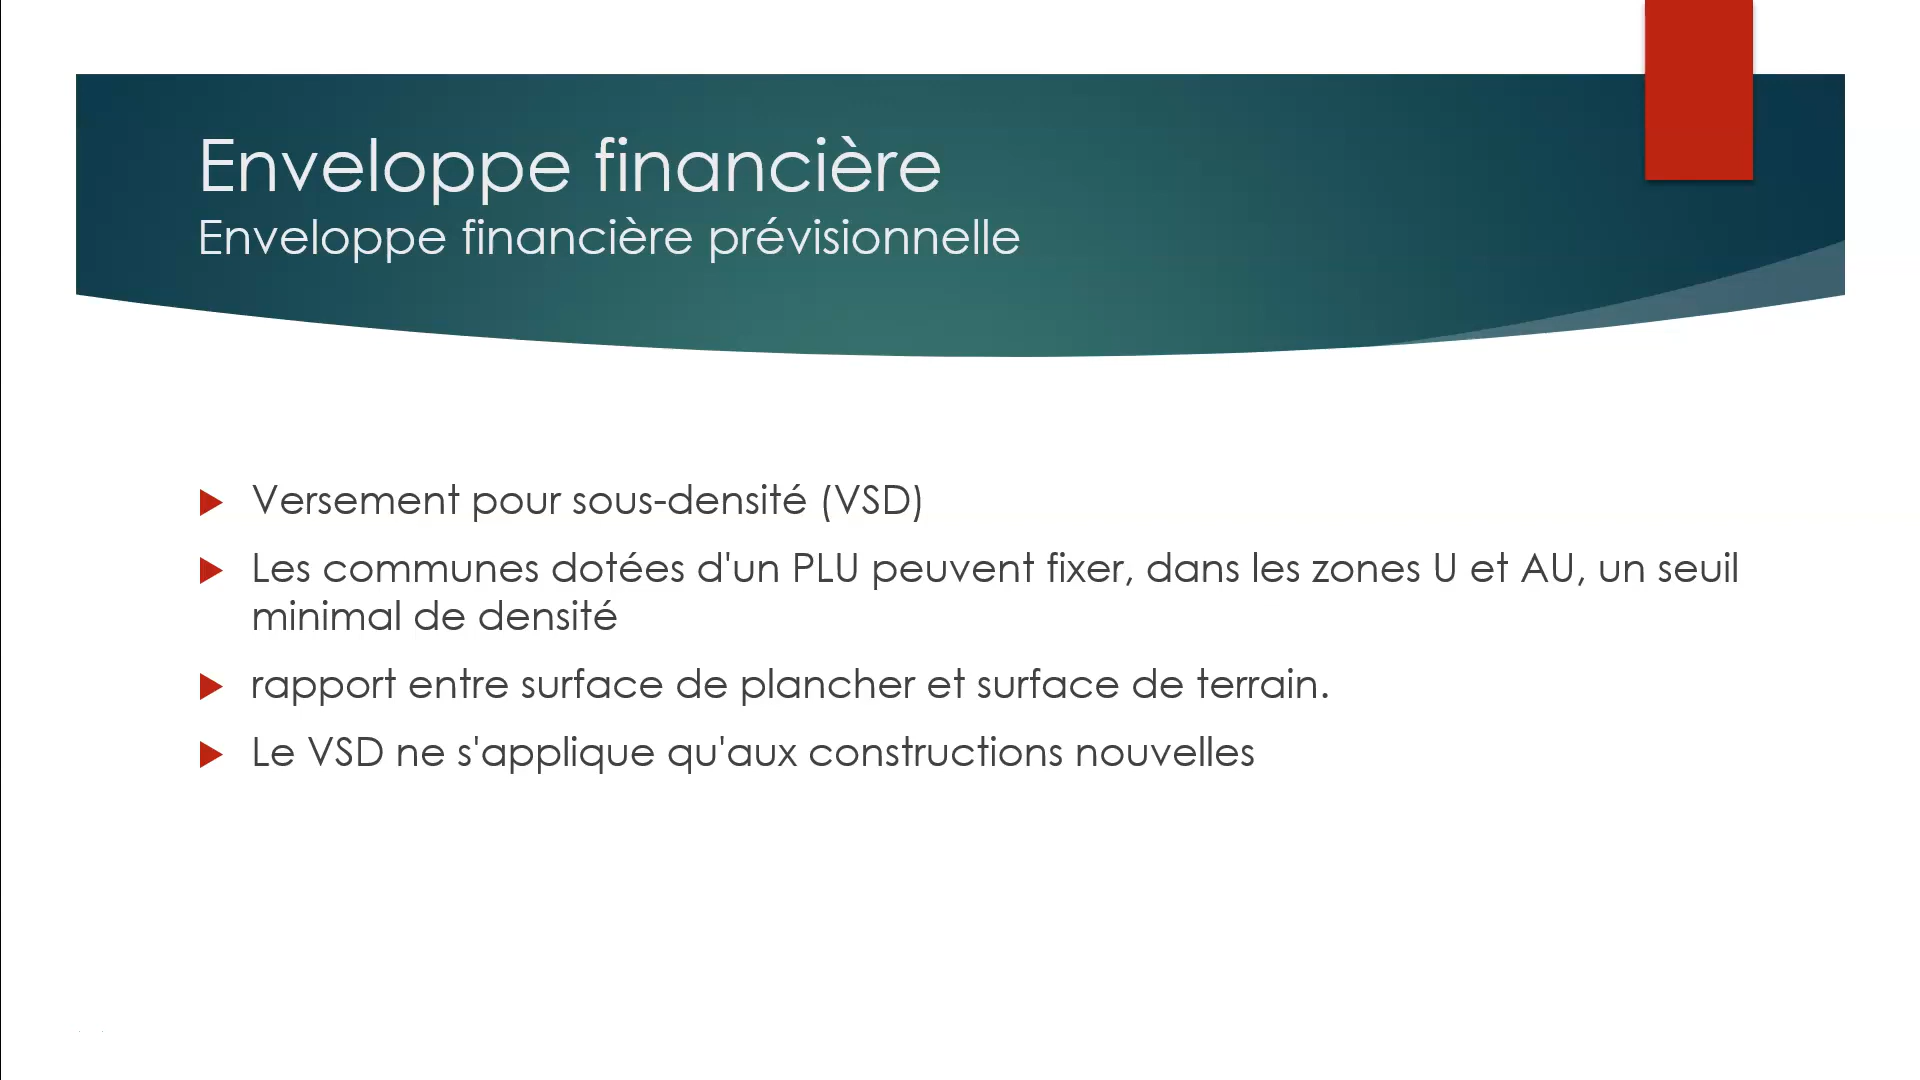 Enveloppe financière
Enveloppe financière prévisionnelle
Versement pour sous-densité (VSD)
Les communes dotées d'un PLU peuvent fixer, dans les zones U et AU, un seuil
minimal de densité
rapport entre surface de plancher et surface de terrain.
Le VSD ne s'applique qu'aux constructions nouvelles